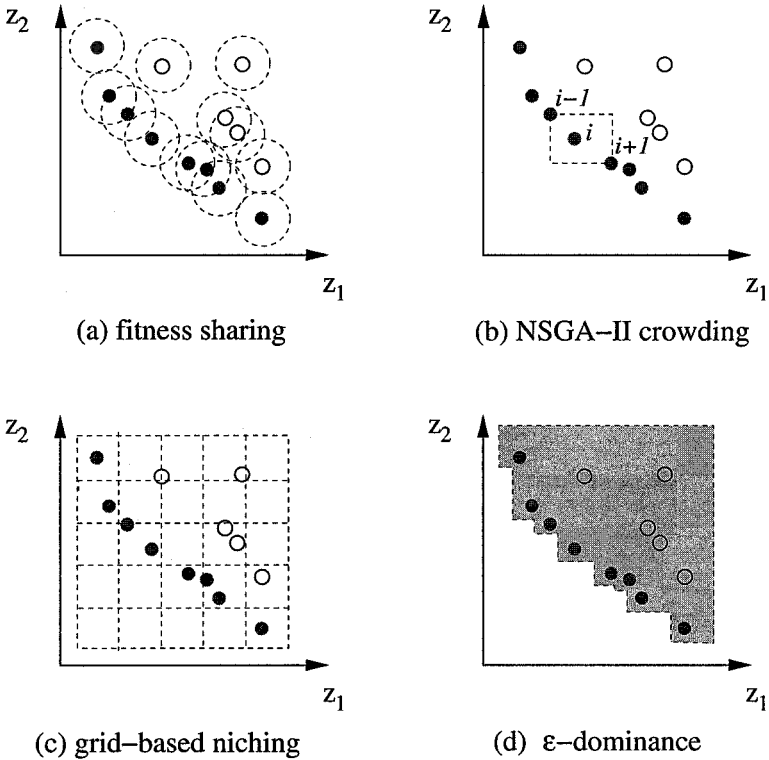 z2
z1
(a) fitness sharing
z2
i−1
i
i+1
z1
(b) NSGA−II crowding
z2
z1
(c) grid−based niching
z2
z1
(d) ε−dominance